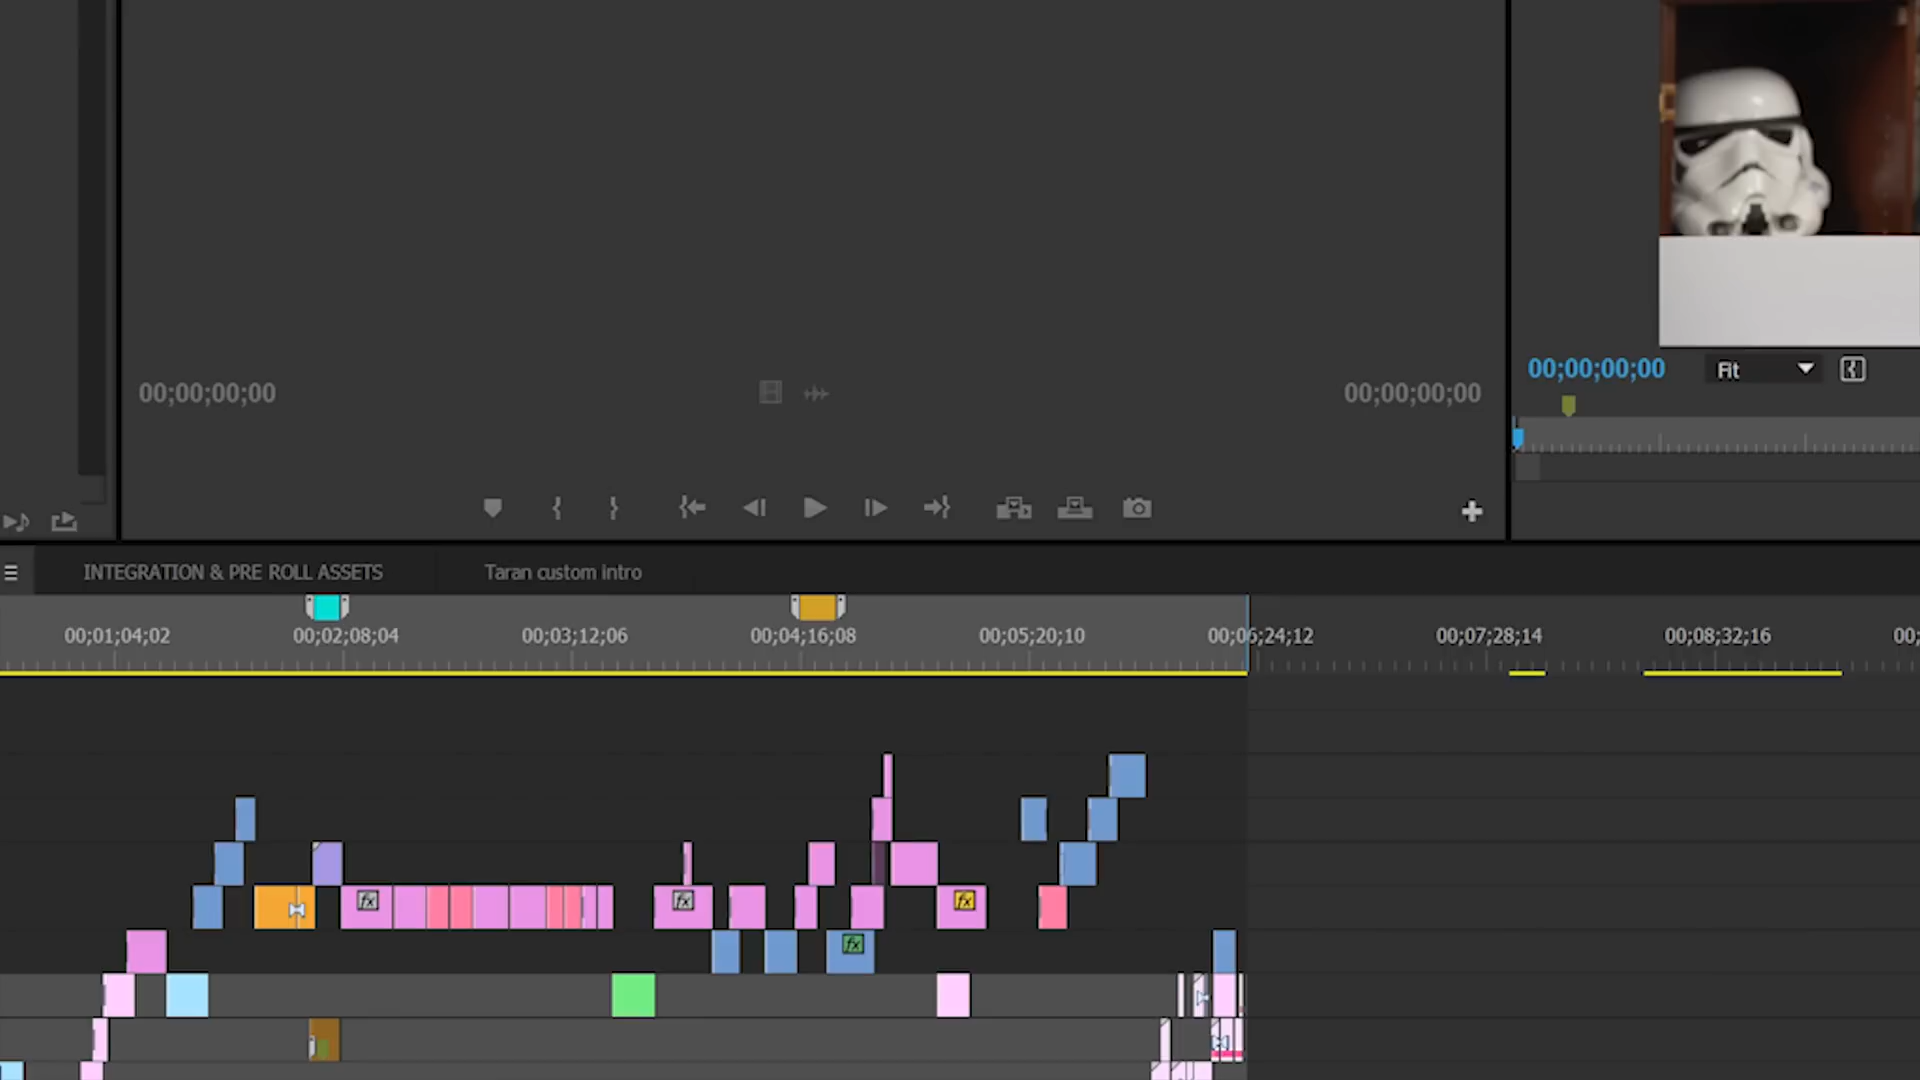 00;00;00;00
Fit
00;00;00;00
00;00;00;00
INTEGRATION & PRE ROLL ASSETS
Taran custom intro
00;01;04;02
00;02;08;04
00;03;12;06
00;04;16;08
00;05;20;10
00;06;24;12
00;07;28;14
00;08;32;16
00;
fx
fx
fx
fx